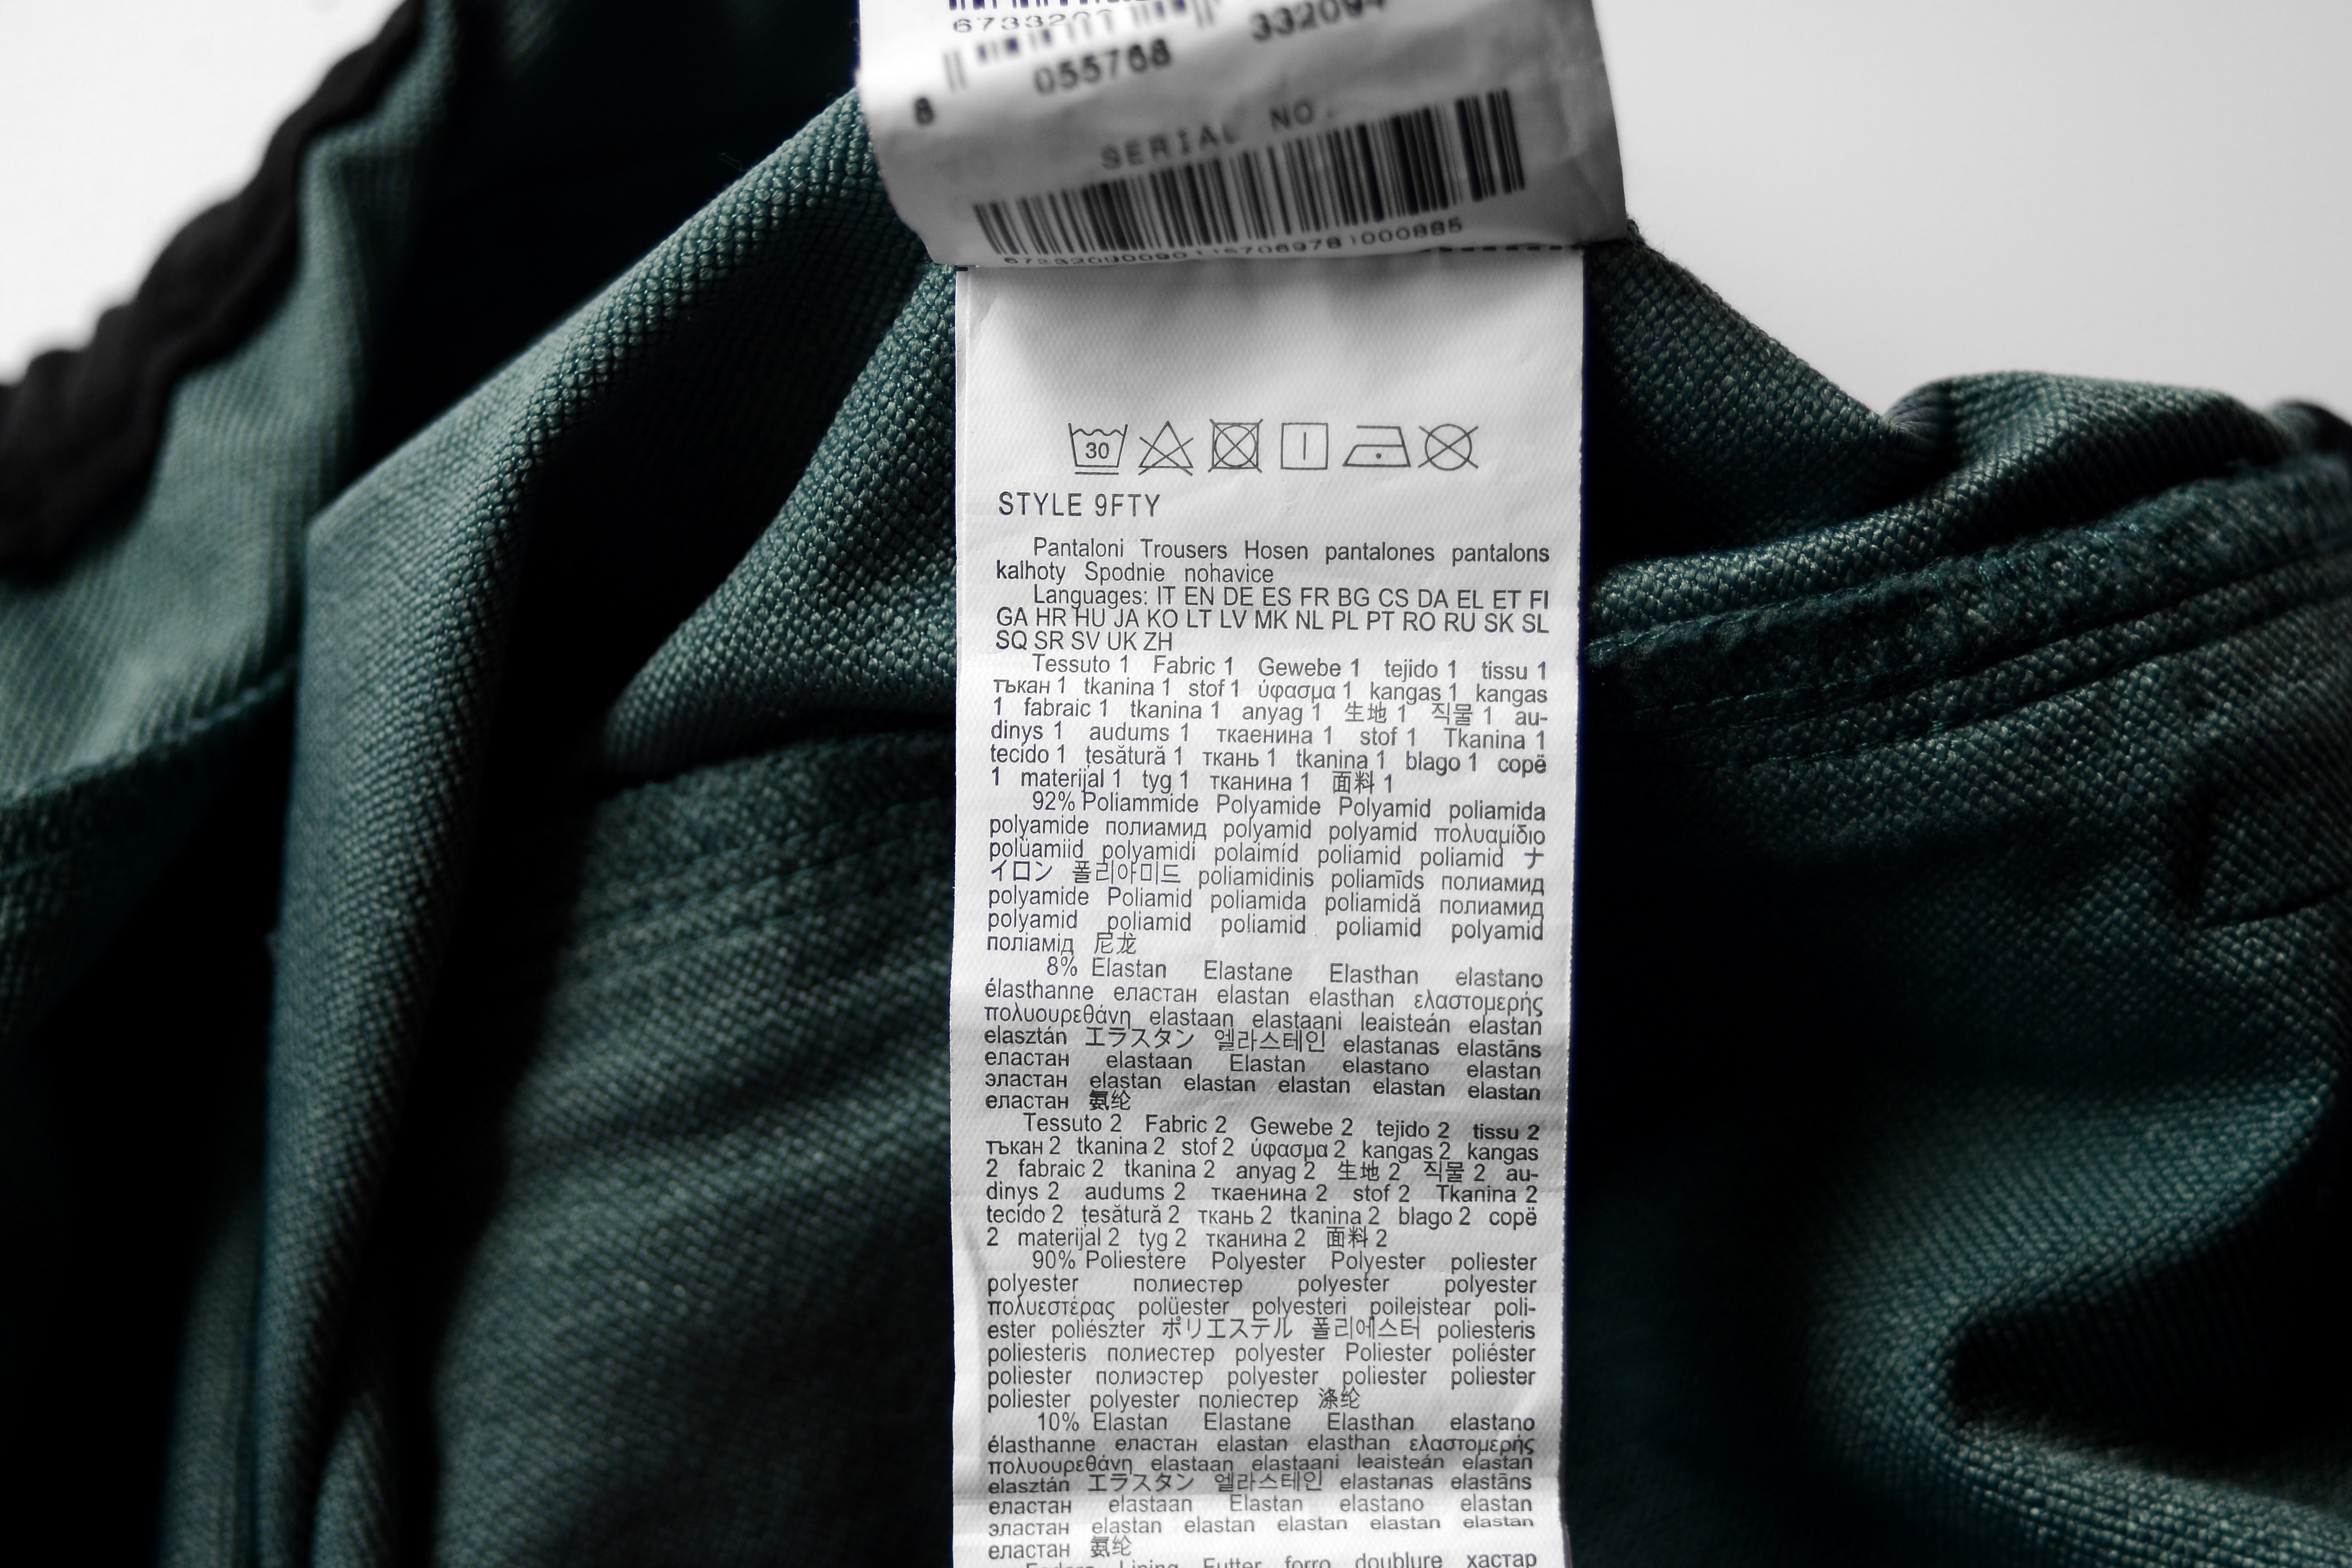 055768
8
SERIAL NO.
30
STYLE 9FTY
Pantaloni Trousers Hosen pantalones pantalons
kalhoty Spodnie nohavice
Languages: IT EN DE ES FR BG CS DA EL ET FI
GA HR HU JA KO LT LV MK NL PL PT RO RU SK SL
SQ SR SV UK ZH
Tessuto 1 Fabric 1 Gewebe 1 tejido 1 tissu 1
тъкан 1 tkanina 1 stof 1 ύφασμα 1 kangas 1 kangas
1 fabraic 1 tkanina 1 anyag 1 生地 1 직물 1 au-
dinys 1 audums 1 ткаенина 1 stof 1 Tkanina 1
tecido 1 țesătură 1 ткань 1 tkanina 1 blago 1 copë
1 materijal 1 tyg 1 тканина 1 面料 1
92% Poliammide Polyamide Polyamid poliamida
polyamide полиамид polyamid polyamid πολυαμίδιο
polüamiid polyamidi polaimíd poliamid poliamid ナ
イロン 폴리아미드 poliamidinis poliamīds полиамид
polyamide Poliamid poliamida poliamidă полиамид
polyamid poliamid poliamid poliamid polyamid
поліамід 尼龙
8% Elastan Elastane Elasthan elastano
élasthanne еластан elastan elasthan ελαστομερής
πολυουρεθάνη elastaan elastaani leaisteán elastan
elasztán エラスタン 엘라스테인 elastanas elastāns
еластан elastaan Elastan elastano elastan
эластан elastan elastan elastan elastan elastan
еластан 氨纶
Tessuto 2 Fabric 2 Gewebe 2 tejido 2 tissu 2
тъкан 2 tkanina 2 stof 2 ύφασμα 2 kangas 2 kangas
2 fabraic 2 tkanina 2 anyag 2 生地 2 직물 2 au-
dinys 2 audums 2 ткаенина 2 stof 2 Tkanina 2
tecido 2 țesătură 2 ткань 2 tkanina 2 blago 2 copë
2 materijal 2 tyg 2 тканина 2 面料 2
90% Poliestere Polyester Polyester poliester
polyester полиестер polyester polyester
πολυεστέρας polüester polyesteri poileistear poli-
ester poliészter ポリエステル 폴리에스터 poliesteris
poliesteris полиестер polyester Poliester poliéster
poliester полиэстер polyester poliester poliester
poliester polyester поліестер 涤纶
10% Elastan Elastane Elasthan elastano
élasthanne еластан elastan elasthan ελαστομερής
πολυουρεθάνη elastaan elastaani leaisteán elastan
elasztán エラスタン 엘라스테인 elastanas elastāns
еластан elastaan Elastan elastano elastan
эластан elastan elastan elastan elastan elastan
еластан 氨纶
Fodera Lining Futter forro doublure хастар